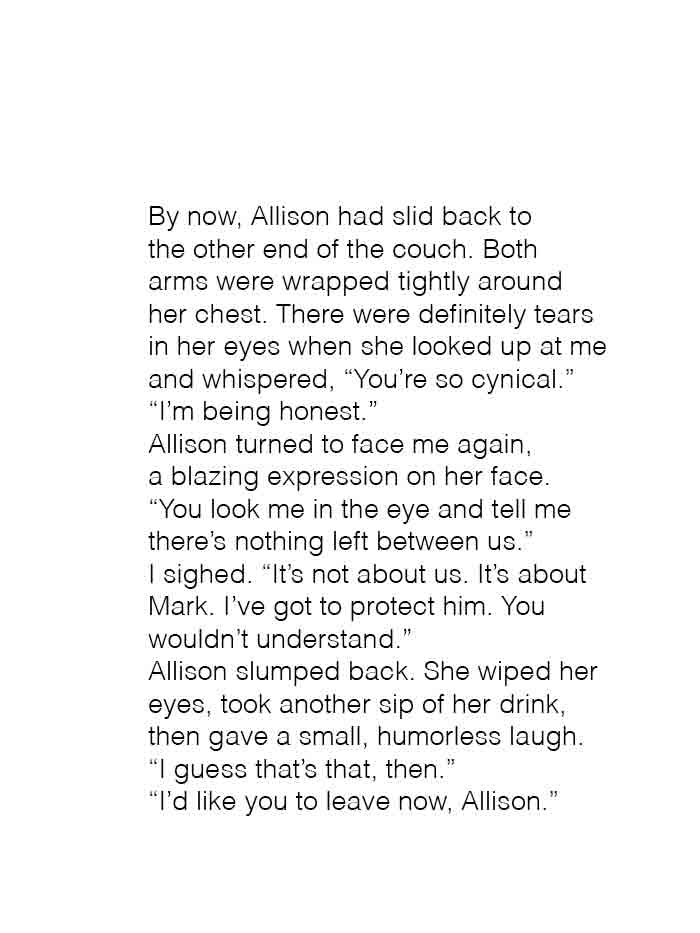 By now, Allison had slid back to
the other end of the couch. Both
arms were wrapped tightly around
her chest. There were definitely tears
in her eyes when she looked up at me
and whispered, “You’re so cynical.”
“I’m being honest.”
Allison turned to face me again,
a blazing expression on her face.
“You look me in the eye and tell me
there’s nothing left between us.”
I sighed. “It’s not about us. It’s about
Mark. I’ve got to protect him. You
wouldn’t understand.”
Allison slumped back. She wiped her
eyes, took another sip of her drink,
then gave a small, humorless laugh.
“I guess that’s that, then.”
“I’d like you to leave now, Allison.”